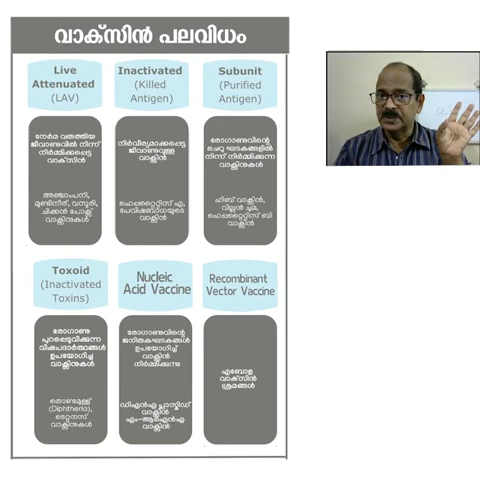 വാക്സിൻ പലവിധം
Live
Attenuated
(LAV)
Inactivated
(Killed
Antigen)
Subunit
(Purified
Antigen)
നേർമ വരുത്തിയ
ജീവാണുവിൽ നിന്ന്
നിർമ്മിക്കപ്പെട്ട
വാക്സിൻ
അഞ്ചാംപനി,
മുണ്ടിനീര്, വസൂരി,
ചിക്കൻ പോക്സ്
വാക്സിനുകൾ
നിർവീര്യമാക്കപ്പെട്ട
ജീവാണുവുള്ള
വാക്സിൻ
ഹെപ്പറ്റൈറ്റിസ് എ,
പേവിഷബാധയുടെ
വാക്സിൻ
രോഗാണുവിന്റെ
ചെറു ഘടകങ്ങളിൽ
നിന്ന് നിർമ്മിക്കുന്ന
വാക്സിനുകൾ
ഹിബ് വാക്സിൻ,
വില്ലൻ ചുമ,
ഹെപ്പറ്റൈറ്റിസ് ബി
വാക്സിൻ
Toxoid
(Inactivated
Toxins)
Nucleic
Acid Vaccine
Recombinant
Vector Vaccine
രോഗാണു
പുറപ്പെടുവിക്കുന്ന
വിഷപദാർത്ഥങ്ങൾ
ഉപയോഗിച്ച
വാക്സിനുകൾ
തൊണ്ടമുള്ള്
(Diphtheria),
ടെറ്റനസ്
വാക്സിനുകൾ
രോഗാണുവിന്റെ
ജനിതകഘടകങ്ങൾ
ഉപയോഗിച്ച്
വാക്സിൻ
നിർമ്മിക്കുന്നു
ഡിഎൻഎ പ്ലാസ്മിഡ്
വാക്സിൻ
എം-ആർഎൻഎ
വാക്സിൻ
എബോള
വാക്സിൻ
ശ്രമങ്ങൾ